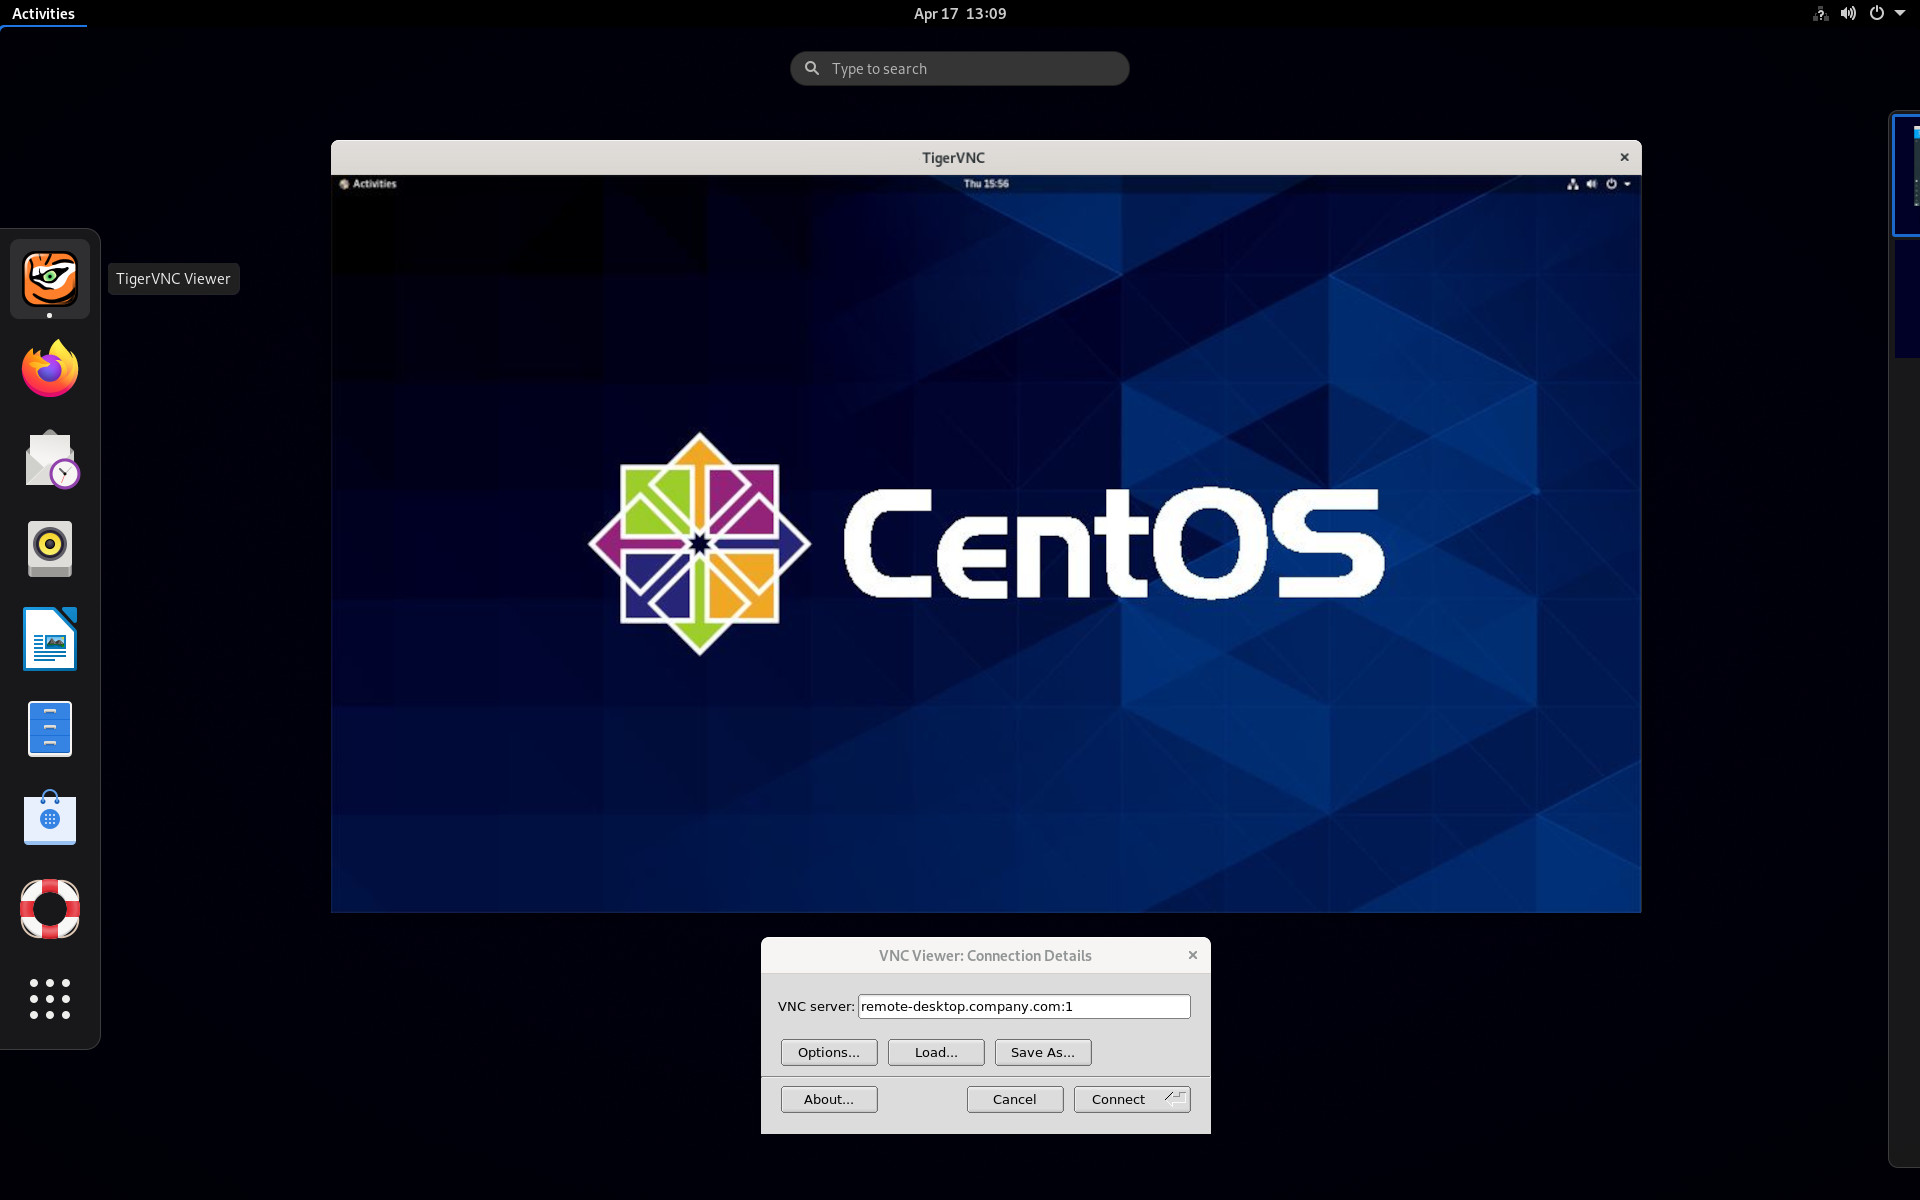 Activities
Apr 17 13:09
Type to search
TigerVNC
Activities
Thu 15:56
TigerVNC Viewer
CentOS
VNC Viewer: Connection Details
VNC server: remote-desktop.company.com:1
Options... Load... Save As...
About... Cancel Connect